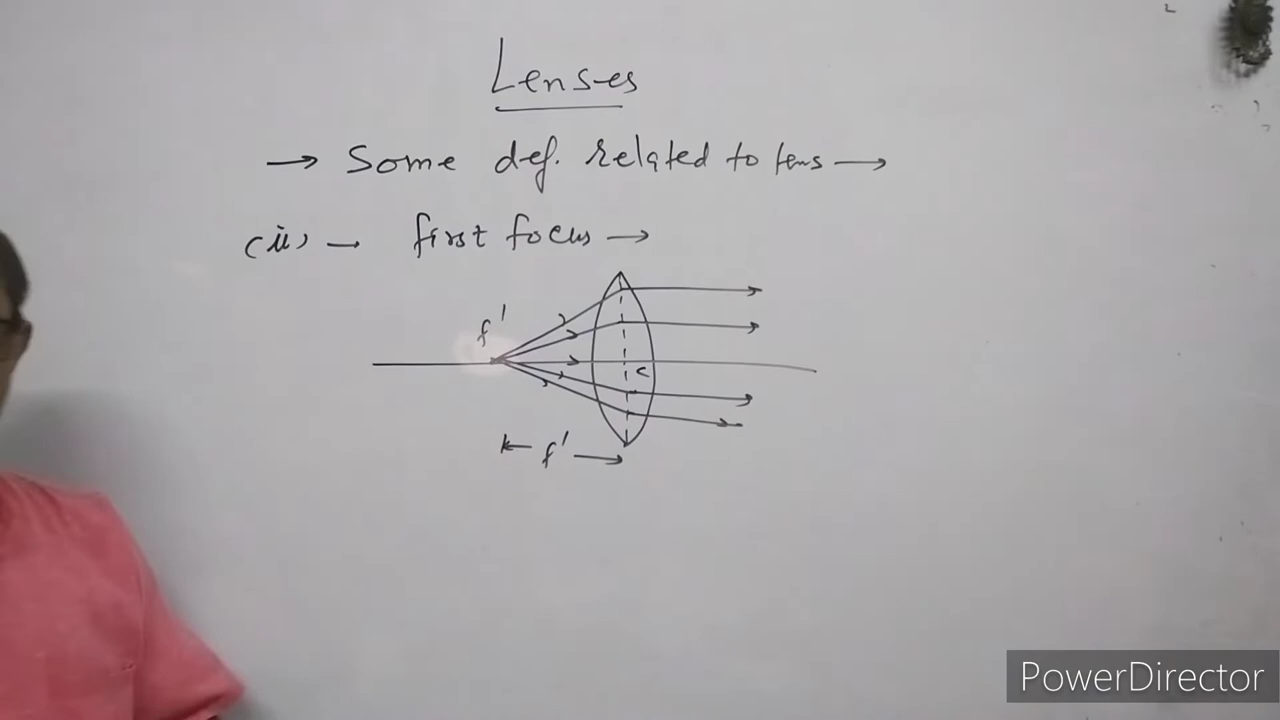 Lenses
→ Some def. related to lens →
(ii) → first focus →
f'
c
f'
PowerDirector